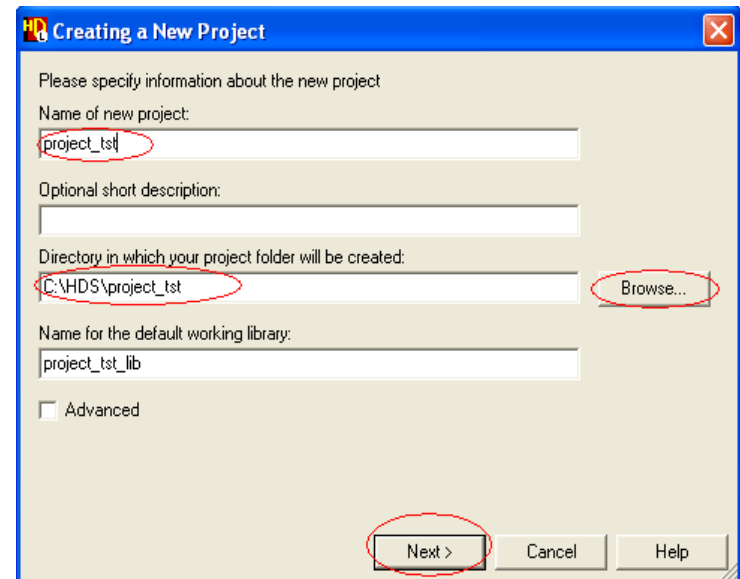 Creating a New Project
Please specify information about the new project
Name of new project:
project_tst
Optional short description:
Directory in which your project folder will be created:
C:\HDS\project_tst
Browse...
Name for the default working library:
project_tst_lib
Advanced
Next >
Cancel
Help